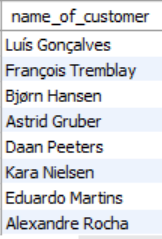 name_of_customer
Luís Gonçalves
François Tremblay
Bjørn Hansen
Astrid Gruber
Daan Peeters
Kara Nielsen
Eduardo Martins
Alexandre Rocha